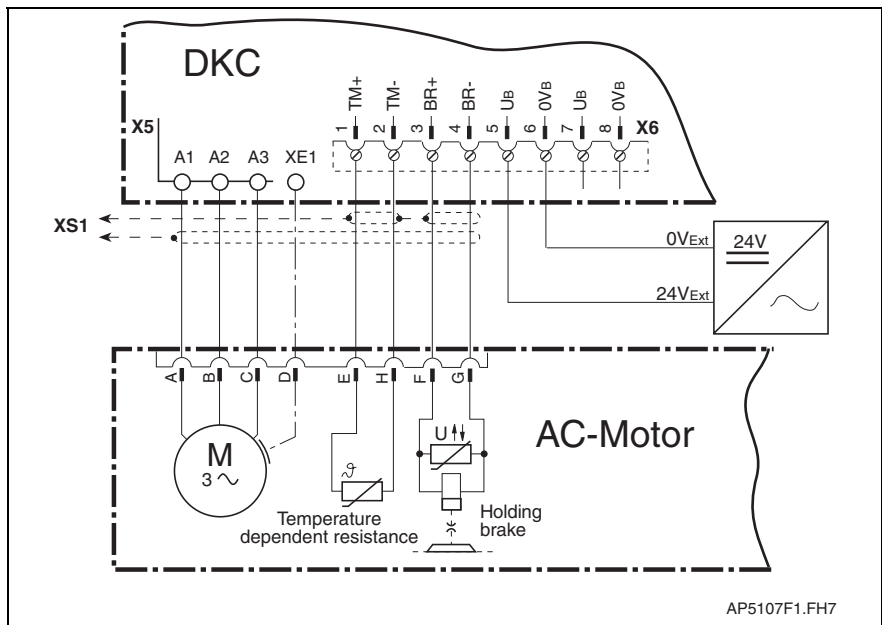 DKC
TM+ TM- BR+ BR- UB 0VB UB 0VB
1 2 3 4 5 6 7 8 X6
X5
A1 A2 A3 XE1
XS1
0VExt
24V
24VExt
A B C D E H F G
M
3
U
ϑ
AC-Motor
Temperature
dependent resistance
Holding
brake
AP5107F1.FH7